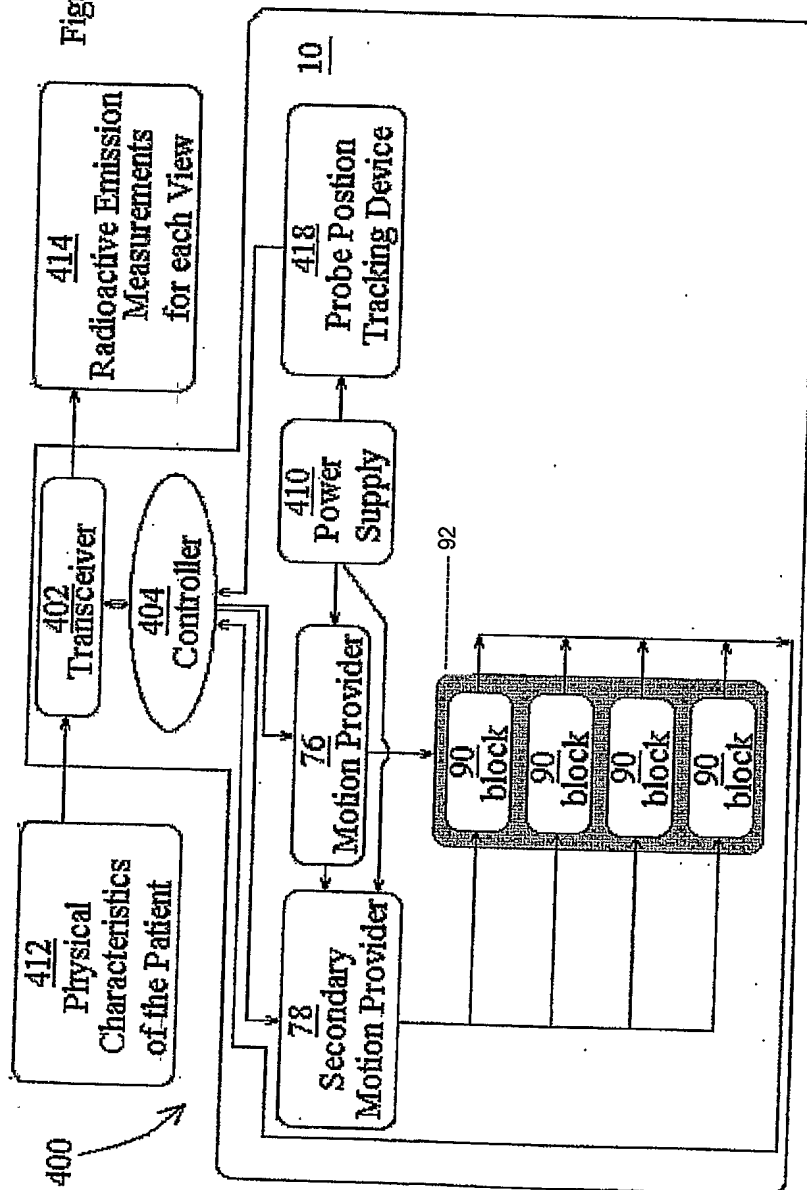 Fig
400
412
Physical
Characteristics
of the Patient
402
Transceiver
414
Radioactive Emission
Measurements
for each View
404
Controller
10
78
Secondary
Motion Provider
76
Motion Provider
410
Power
Supply
418
Probe Postion
Tracking Device
92
90
block
90
block
90
block
90
block